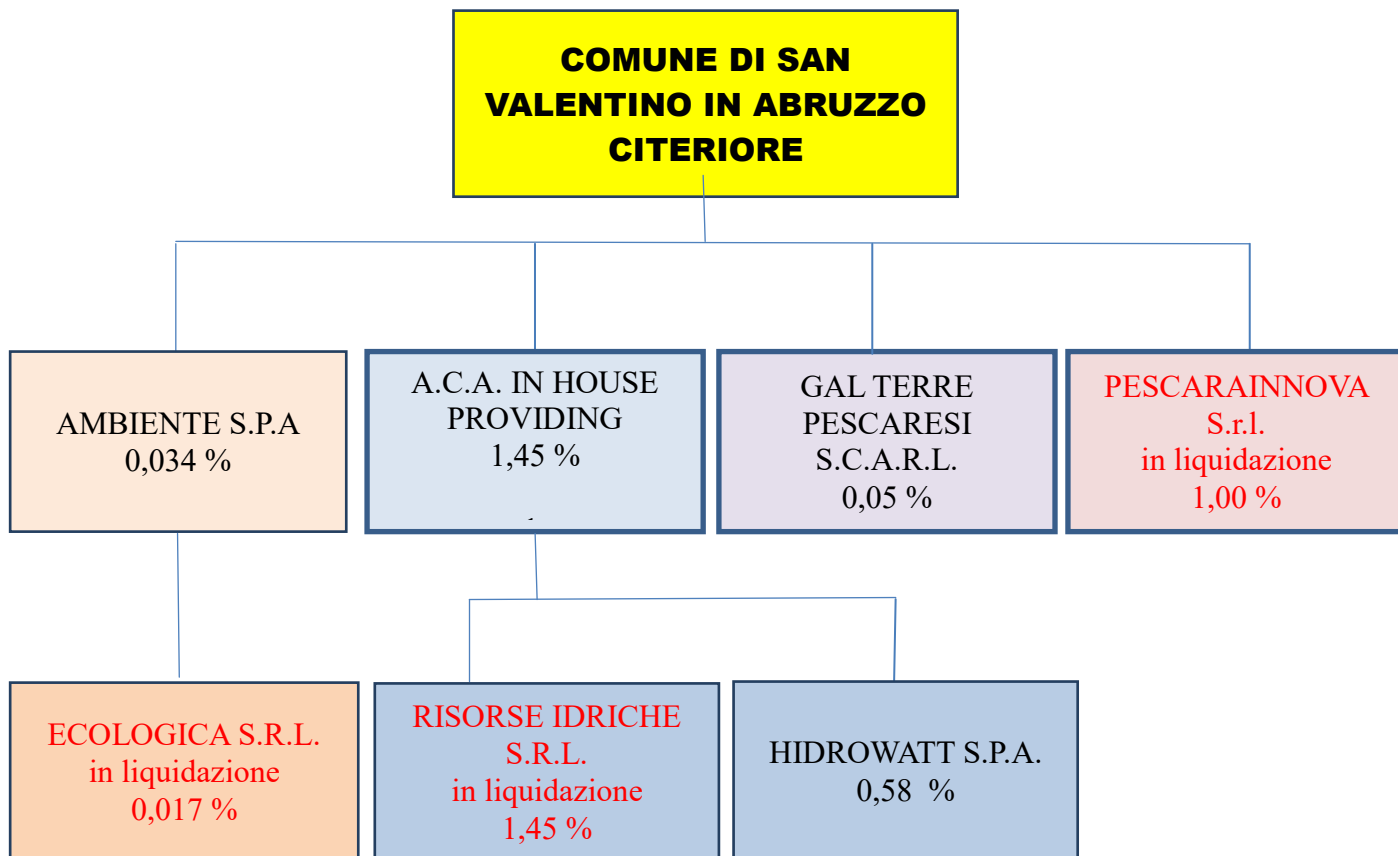 COMUNE DI SAN
VALENTINO IN ABRUZZO
CITERIORE
AMBIENTE S.P.A
0,034 %
A.C.A. IN HOUSE
PROVIDING
1,45 %
GAL TERRE
PESCARESI
S.C.A.R.L.
0,05 %
PESCARAINNOVA
S.r.l.
in liquidazione
1,00 %
ECOLOGICA S.R.L.
in liquidazione
0,017 %
RISORSE IDRICHE
S.R.L.
in liquidazione
1,45 %
HIDROWATT S.P.A.
0,58 %